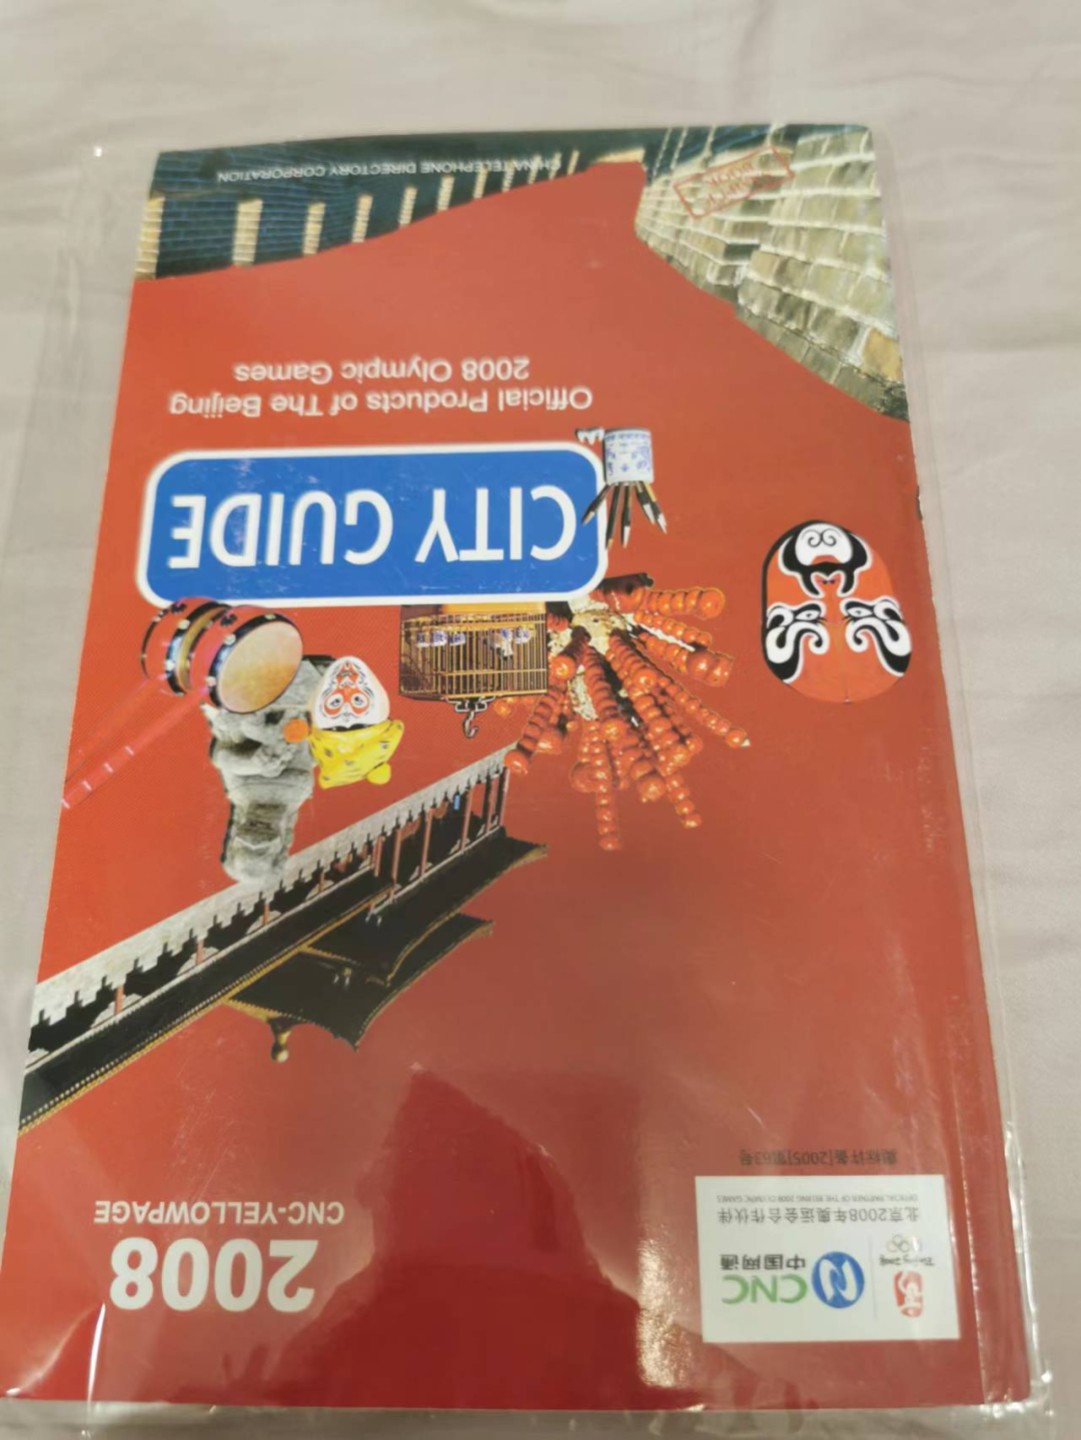 中国网通
CNC
Beijing 2008
北京2008年奥运会合作伙伴
OFFICIAL PARTNER OF THE BEIJING 2008 OLYMPIC GAMES
2008
CNC-YELLOWPAGE
CITY GUIDE
Official Products of The Beijing
2008 Olympic Games
CHINA TELEPHONE DIRECTORY CORPORATION